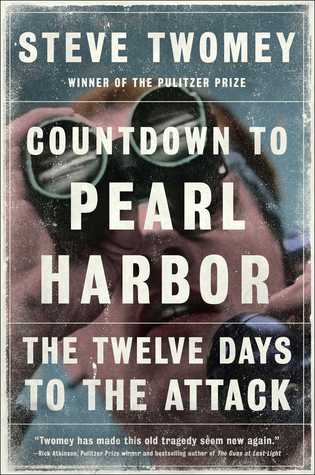 STEVE TWOMEY
WINNER OF THE PULITZER PRIZE
COUNTDOWN TO
PEARL
HARBOR
THE TWELVE DAYS
TO THE ATTACK
"Twomey has made this old tragedy seem new again."
—Rick Atkinson, Pulitzer Prize winner and bestselling author of The Guns at Last Light